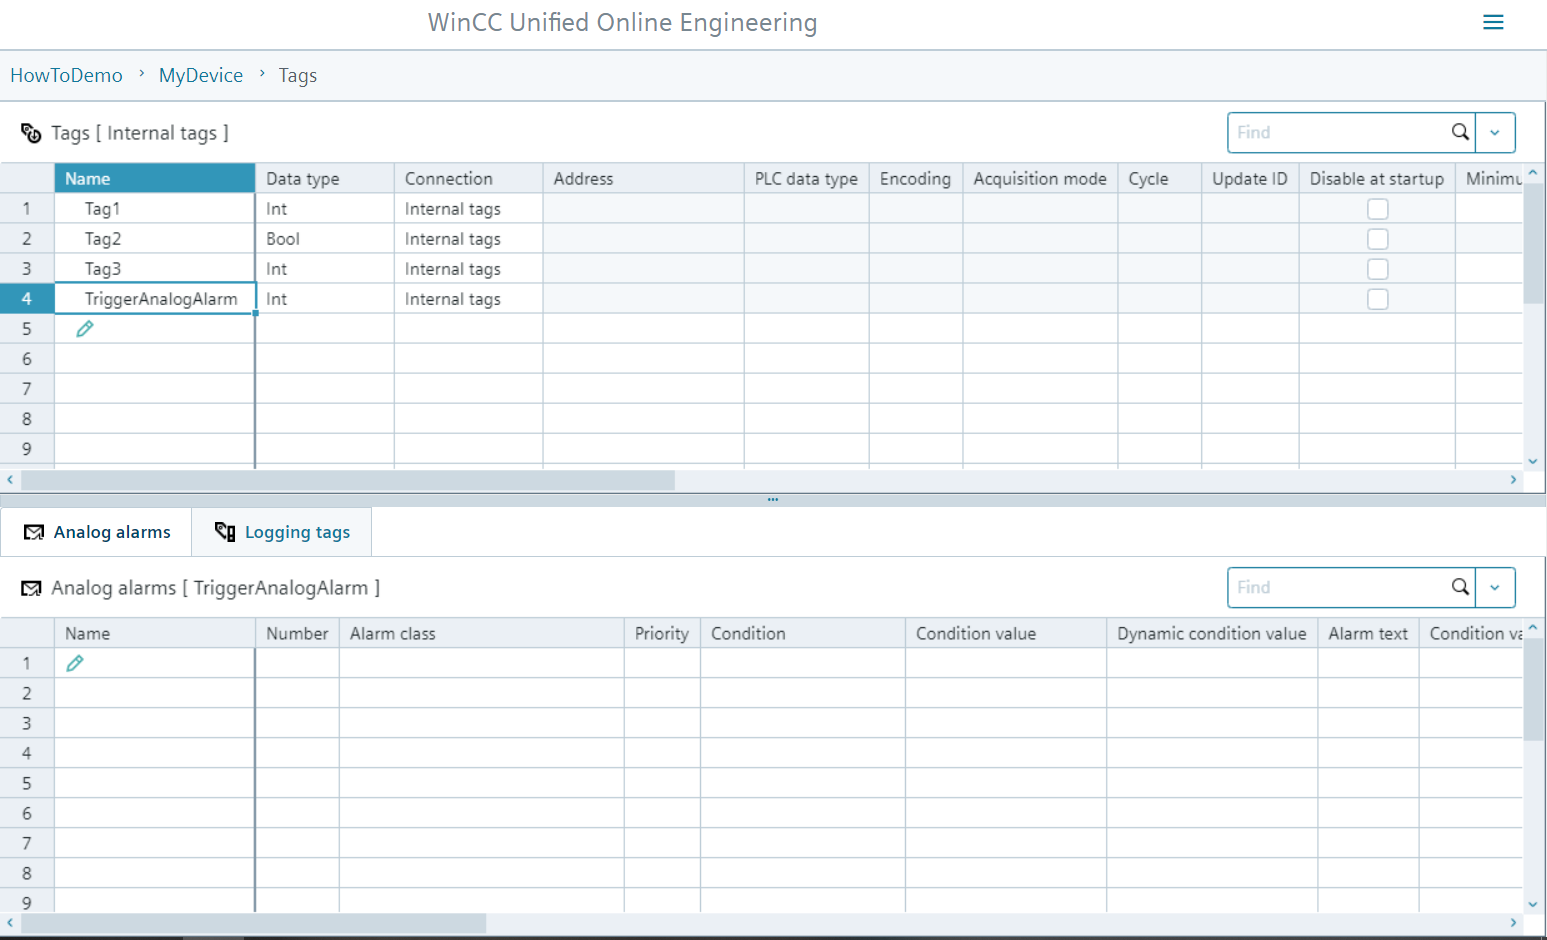 WinCC Unified Online Engineering
HowToDemo › MyDevice › Tags
Tags [ Internal tags ]
Find
Name Data type Connection Address PLC data type Encoding Acquisition mode Cycle Update ID Disable at startup Minimu
1 Tag1 Int Internal tags
2 Tag2 Bool Internal tags
3 Tag3 Int Internal tags
4 TriggerAnalogAlarm Int Internal tags
5
6
7
8
9
Analog alarms Logging tags
Analog alarms [ TriggerAnalogAlarm ]
Find
Name Number Alarm class Priority Condition Condition value Dynamic condition value Alarm text Condition va
1
2
3
4
5
6
7
8
9